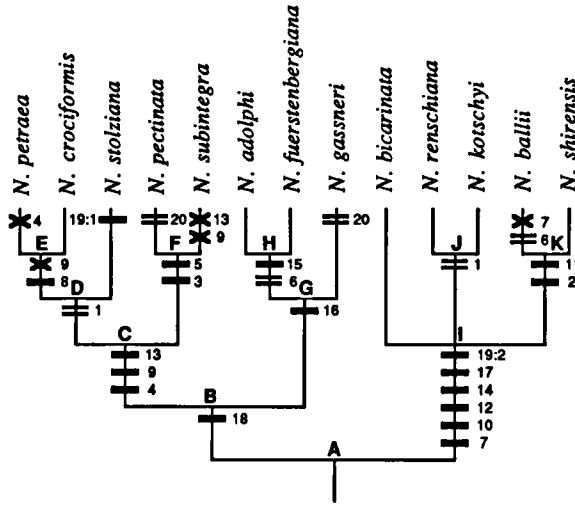 N. petraea
N. crociformis
N. stolziana
N. pectinata
N. subintegra
N. adolphi
N. fuerstenbergiana
N. gassneri
N. bicarinata
N. renschiana
N. kotschyi
N. ballii
N. shirensis
4 19:1 20 13 20 7
9 6
E F H J K
9 5 15 1 11
8 3 6 2
D G
1 16
C I
13 19:2
9 17
4 14
B 12
18 10
7
A